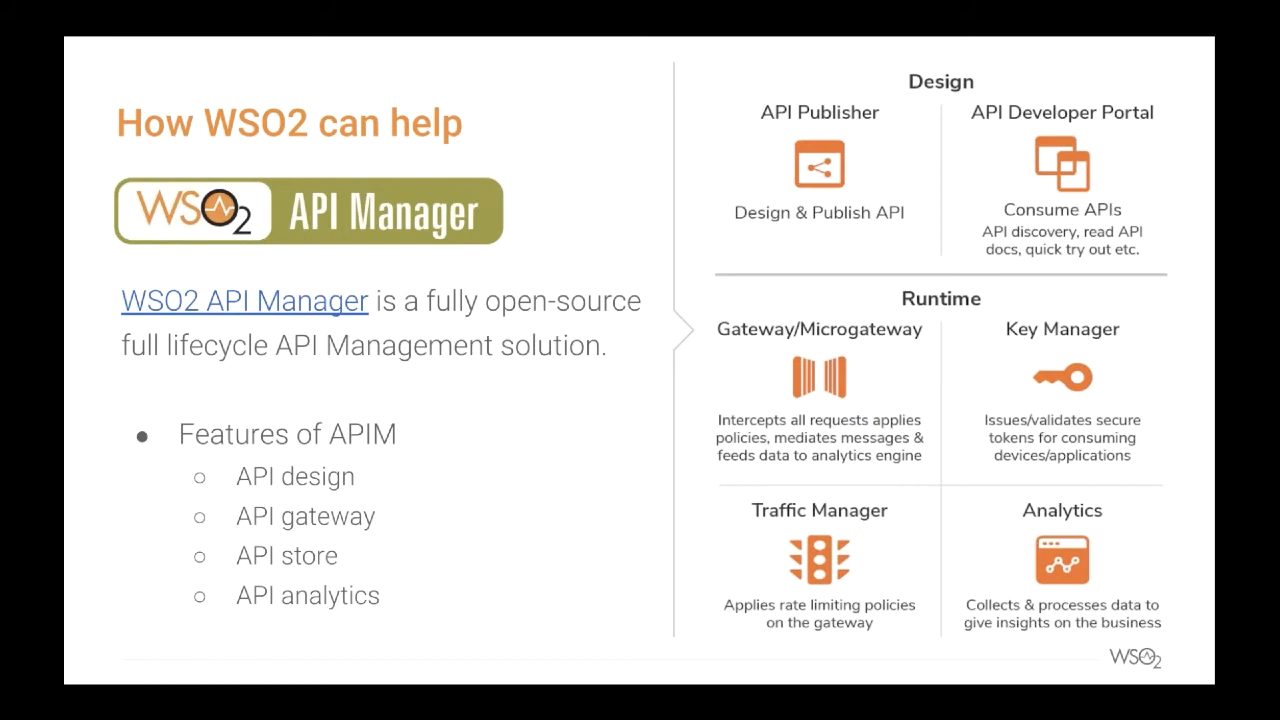 How WSO2 can help
WSO2 API Manager
WSO2 API Manager is a fully open-source
full lifecycle API Management solution.
● Features of APIM
○ API design
○ API gateway
○ API store
○ API analytics
Design
API Publisher
Design & Publish API
API Developer Portal
Consume APIs
API discovery, read API
docs, quick try out etc.
Runtime
Gateway/Microgateway
Intercepts all requests applies
policies, mediates messages &
feeds data to analytics engine
Key Manager
Issues/validates secure
tokens for consuming
devices/applications
Traffic Manager
Applies rate limiting policies
on the gateway
Analytics
Collects & processes data to
give insights on the business
WSO2